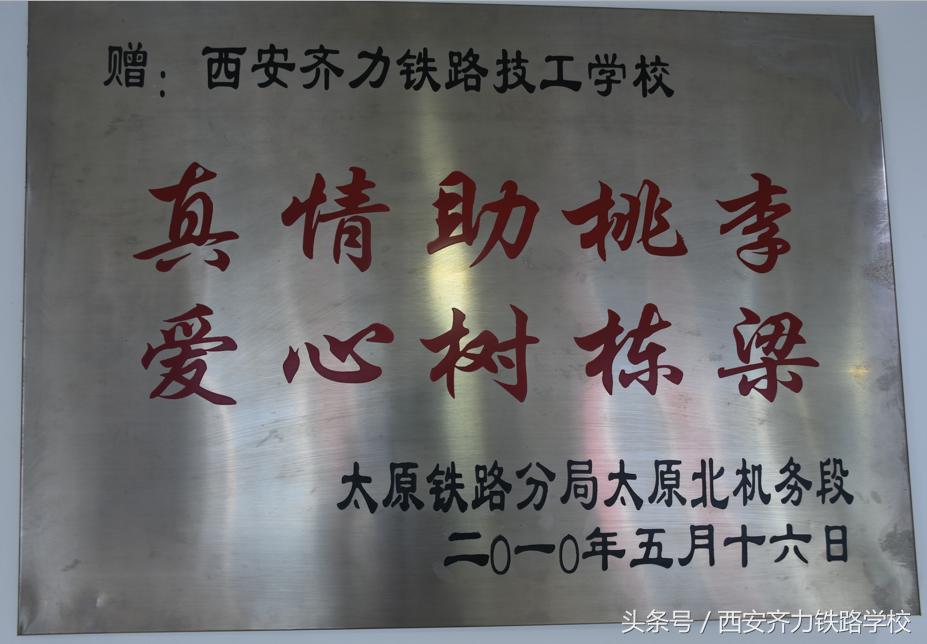 赠：西安齐力铁路技工学校
真情助桃李
爱心树栋梁
太原铁路分局太原北机务段
二〇一〇年五月十六日
头条号 / 西安齐力铁路学校